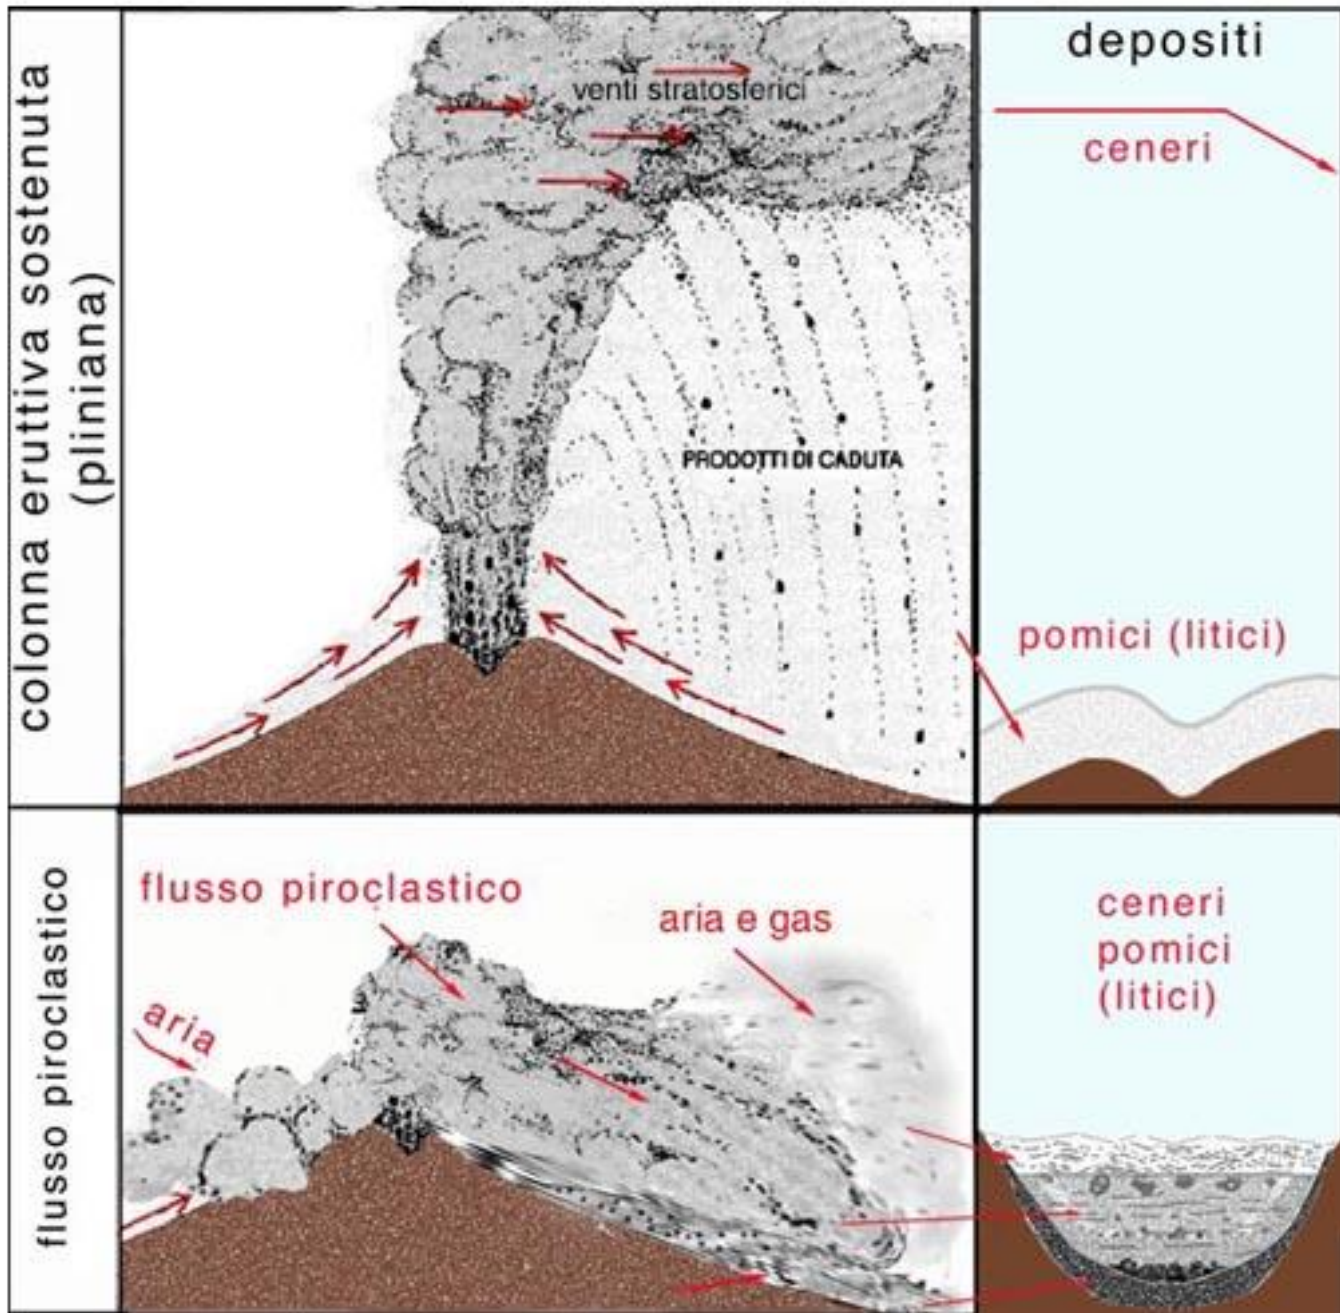 colonna erutiva sostenuta
(pliniana)
venti stratosferici
PRODOTTI DI CADUTA
depositi
ceneri
pomici (litici)
flusso piroclastico
flusso piroclastico
aria e gas
aria
ceneri
pomici
(litici)